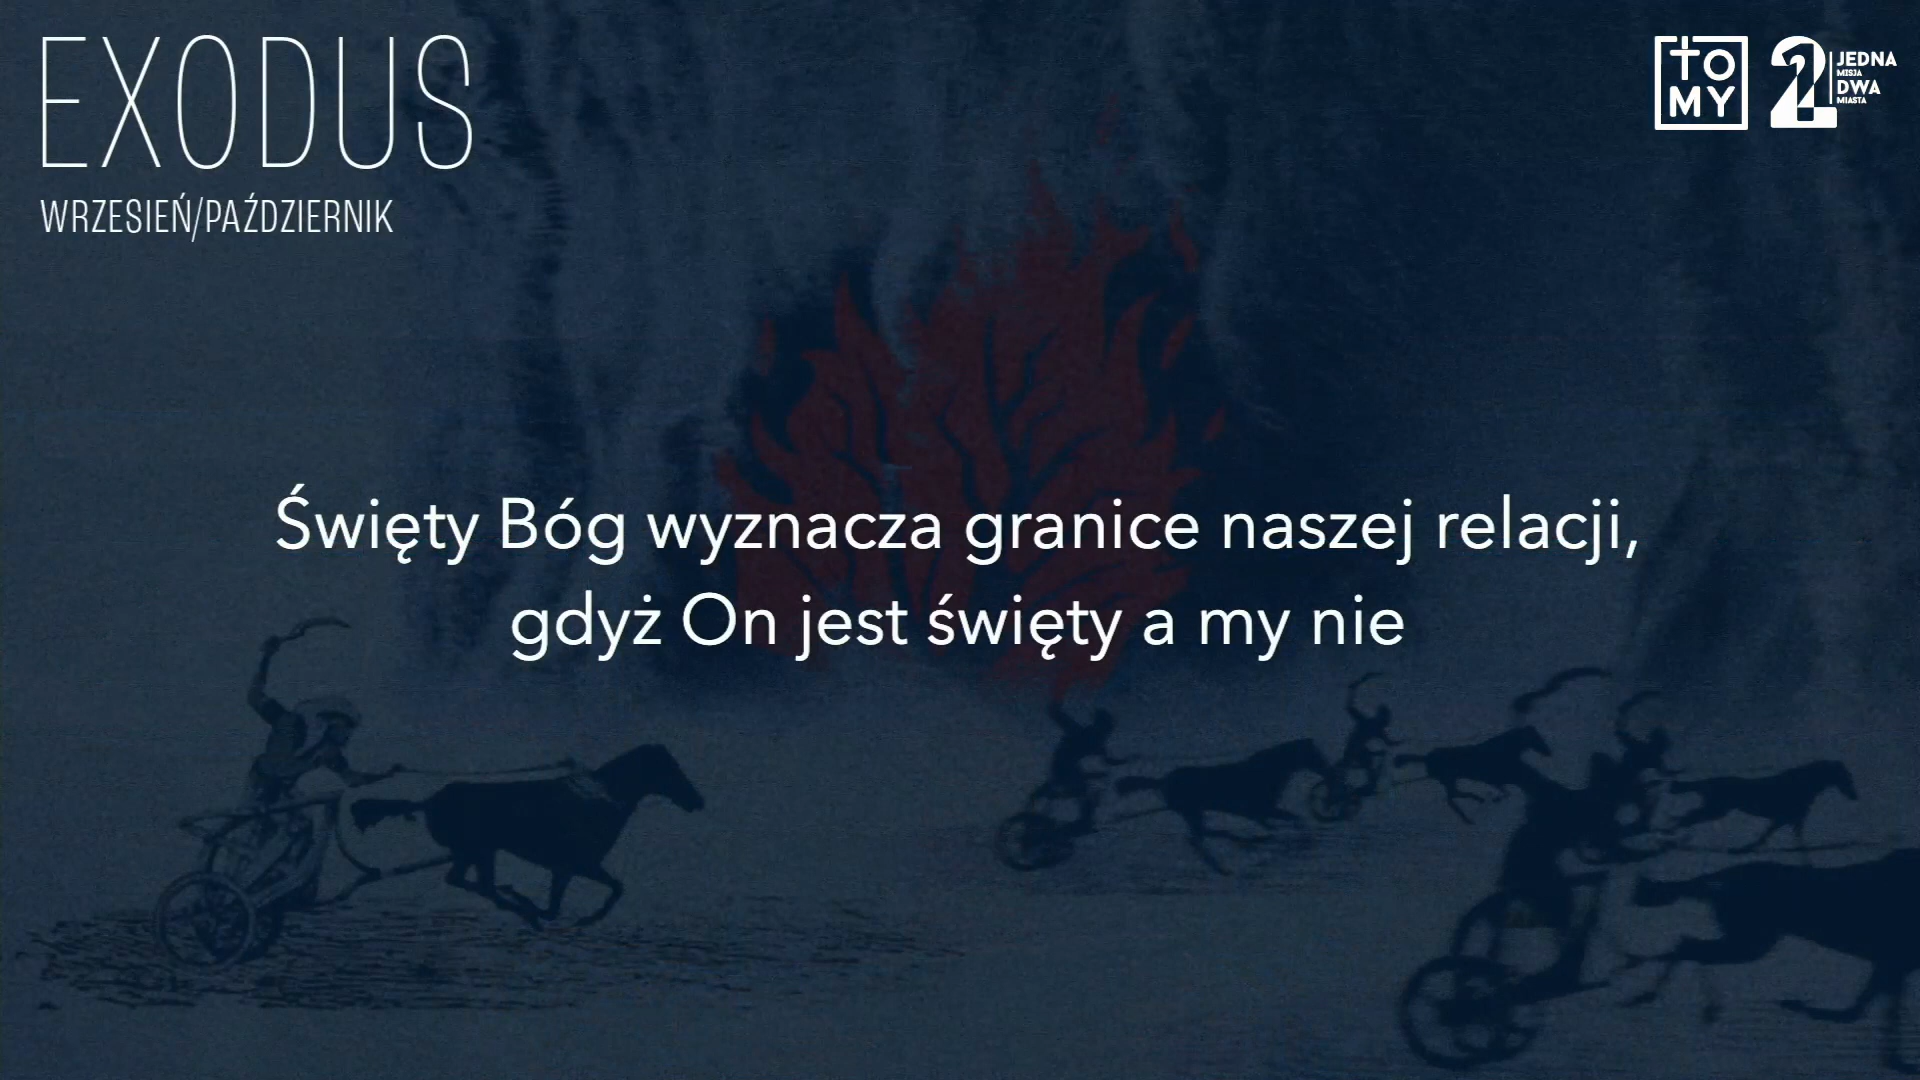 EXODUS
WRZESIEŃ/PAŹDZIERNIK
TO
MY
2
JEDNA
MISJA
DWA
MIASTA
Święty Bóg wyznacza granice naszej relacji,
gdyż On jest święty a my nie